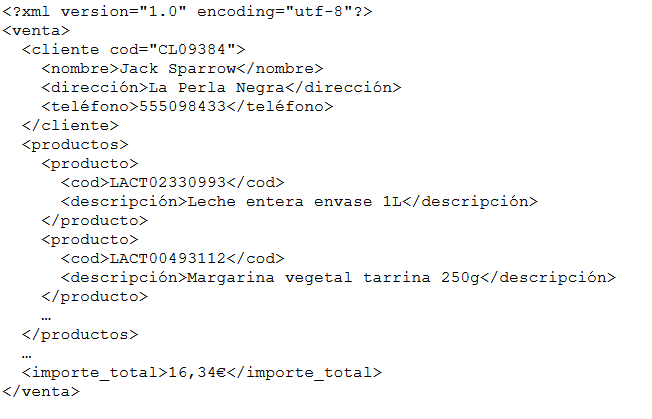 <?xml version="1.0" encoding="utf-8"?>
<venta>
<cliente cod="CL09384">
<nombre>Jack Sparrow</nombre>
<dirección>La Perla Negra</dirección>
<teléfono>555098433</teléfono>
</cliente>
<productos>
<producto>
<cod>LACT02330993</cod>
<descripción>Leche entera envase 1L</descripción>
</producto>
<producto>
<cod>LACT00493112</cod>
<descripción>Margarina vegetal tarrina 250g</descripción>
</producto>
…
</productos>
…
<importe_total>16,34€</importe_total>
</venta>